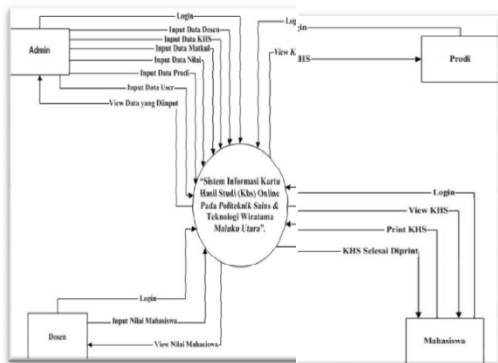 Login
Input Data Dosen
Input Data KHS
Input Data Matkul
Input Data Nilai
Input Data Prodi
Input Data User
View Data yang Diinput
Admin
Log
gin
View K
HS
Prodi
"Sistem Informasi Kartu
Hasil Studi (Khs) Online
Pada Politeknik Sains &
Teknologi Wiratama
Maluku Utara".
Login
View KHS
Print KHS
KHS Selesai Diprint
Mahasiswa
Login
Input Nilai Mahasiswa
View Nilai Mahasiswa
Dosen